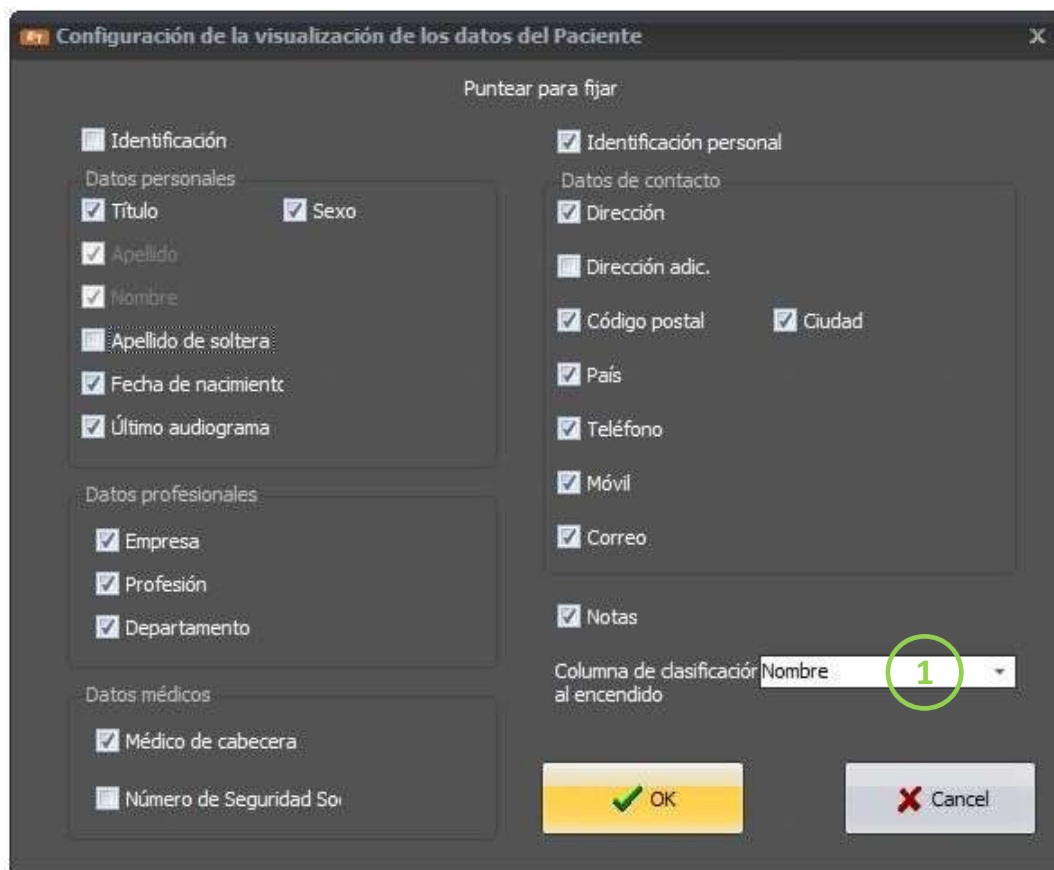 Configuración de la visualización de los datos del Paciente
X
Puntear para fijar
Identificación
Datos personales
Título
Sexo
Apellido
Nombre
Apellido de soltera
Fecha de nacimient
Último audiograma
Datos profesionales
Empresa
Profesión
Departamento
Datos médicos
Médico de cabecera
Número de Seguridad So
Identificación personal
Datos de contacto
Dirección
Dirección adic.
Código postal
Ciudad
País
Teléfono
Móvil
Correo
Notas
Columna de clasificación
al encendido
Nombre
1
OK
Cancel